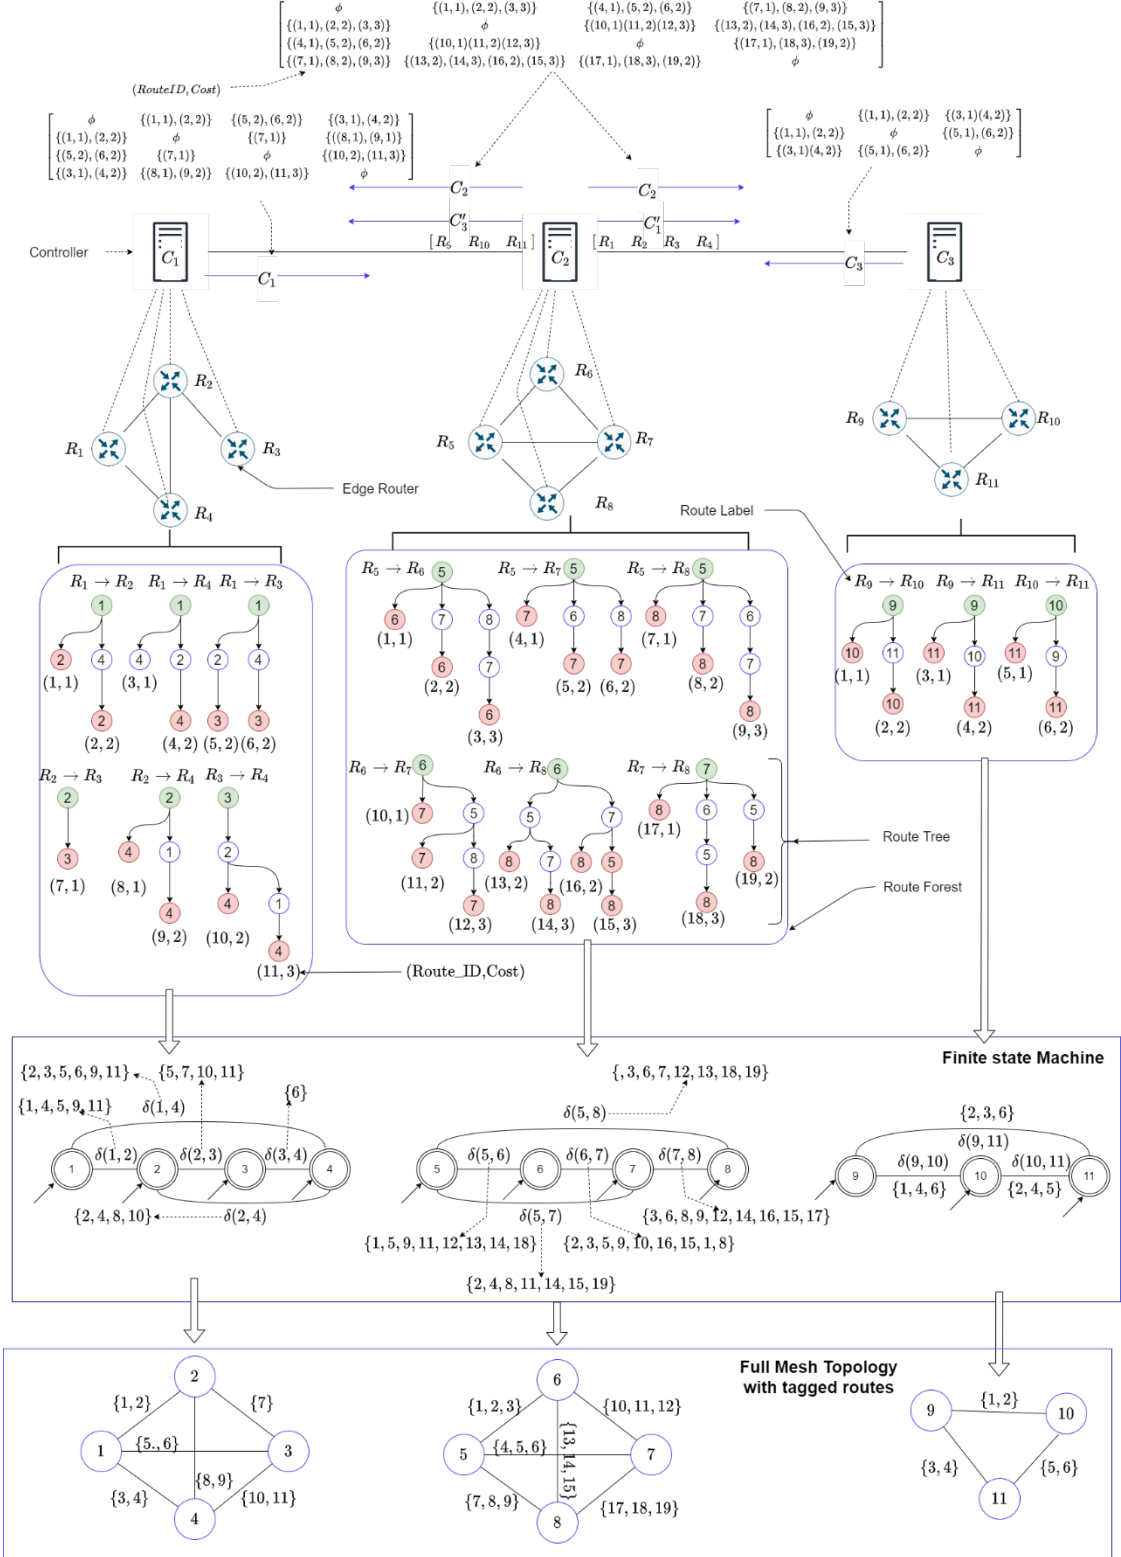 ϕ {(1,1),(2,2),(3,3)} {(4,1),(5,2),(6,2)} {(7,1),(8,2),(9,3)}
{(1,1),(2,2),(3,3)} ϕ {(10,1)(11,2)(12,3)} {(13,2),(14,3),(16,2),(15,3)}
{(4,1),(5,2),(6,2)} {(10,1)(11,2)(12,3)} ϕ {(17,1),(18,3),(19,2)}
{(7,1),(8,2),(9,3)} {(13,2),(14,3),(16,2),(15,3)} {(17,1),(18,3),(19,2)} ϕ
(RouteID, Cost)
ϕ {(1,1),(2,2)} {(5,2),(6,2)} {(3,1),(4,2)}
{(1,1),(2,2)} ϕ {(7,1)} {((8,1),(9,1)}
{(5,2),(6,2)} {(7,1)} ϕ {(10,2),(11,3)}
{(3,1),(4,2)} {(8,1),(9,2)} {(10,2),(11,3)} ϕ
ϕ {(1,1),(2,2)} {(3,1)(4,2)}
{(1,1),(2,2)} ϕ {(5,1),(6,2)}
{(3,1)(4,2)} {(5,1),(6,2)} ϕ
C₂ C₂
C₃′ C₁′
[R₅ R₁₀ R₁₁] [R₁ R₂ R₃ R₄]
Controller C₁ C₂ C₃
C₁ C₃
R₂ R₆
R₁ R₃ R₅ R₇ R₉ R₁₀
R₄ R₈ R₁₁
Edge Router
Route Label
R₁ → R₂ R₁ → R₄ R₁ → R₃
1 1 1
2 4 4 2 2 4
(1,1) (3,1)
2 4 3 3
(2,2) (4,2) (5,2) (6,2)
R₂ → R₃ R₂ → R₄ R₃ → R₄
2 2 3
3 4 1 2
(7,1) (8,1)
4 4 1
(9,2) (10,2)
4
(11,3)
(Route_ID,Cost)
R₅ → R₆ R₅ → R₇ R₅ → R₈
5 5 5
6 7 8 7 6 8 8 7 6
(1,1) (4,1) (7,1)
6 7 7 7 8 7
(2,2) (5,2) (6,2) (8,2)
6 8
(3,3) (9,3)
R₆ → R₇ R₆ → R₈ R₇ → R₈
6 6 7
7 5 5 7 8 6 5
(10,1) (17,1)
7 8 8 7 8 5 5 8
(11,2) (13,2) (16,2) (19,2)
7 8 8 8
(12,3) (14,3) (15,3) (18,3)
R₉ → R₁₀ R₉ → R₁₁ R₁₀ → R₁₁
9 9 10
10 11 11 10 11 9
(1,1) (3,1) (5,1)
10 11 11
(2,2) (4,2) (6,2)
Route Tree
Route Forest
Finite state Machine
{2,3,5,6,9,11} {5,7,10,11}
{6}
{1,4,5,9,11} δ(1,4)
δ(1,2) δ(2,3) δ(3,4)
1 2 3 4
{2,4,8,10} δ(2,4)
{,3,6,7,12,13,18,19}
δ(5,8)
δ(5,6) δ(6,7) δ(7,8)
5 6 7 8
δ(5,7) {3,6,8,9,12,14,16,15,17}
{1,5,9,11,12,13,14,18} {2,3,5,9,10,16,15,1,8}
{2,4,8,11,14,15,19}
{2,3,6}
δ(9,11)
δ(9,10) δ(10,11)
9 10 11
{1,4,6} {2,4,5}
Full Mesh Topology
with tagged routes
2
{1,2} {7}
1 {5.,6} 3
{8,9}
{3,4} {10,11}
4
6
{1,2,3} {10,11,12}
5 {4,5,6} {13,14,15} 7
{7,8,9} {17,18,19}
8
9 {1,2} 10
{3,4} {5,6}
11